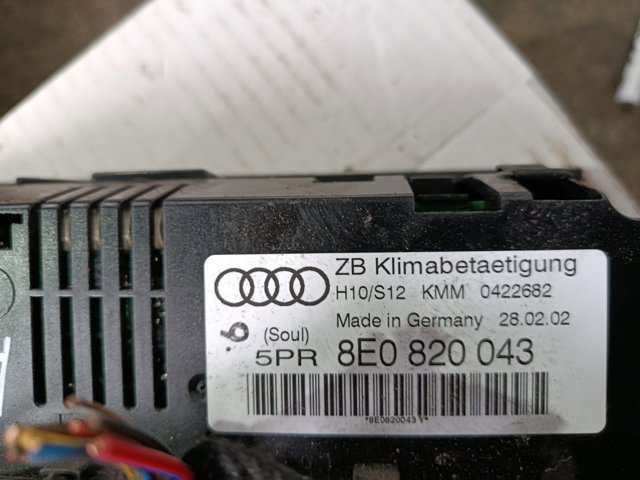 ZB Klimabetaetigung
H10/S12 KMM 0422682
Made in Germany 28.02.02
(Soul)
5PR 8E0 820 043
*8E0820043 Y*